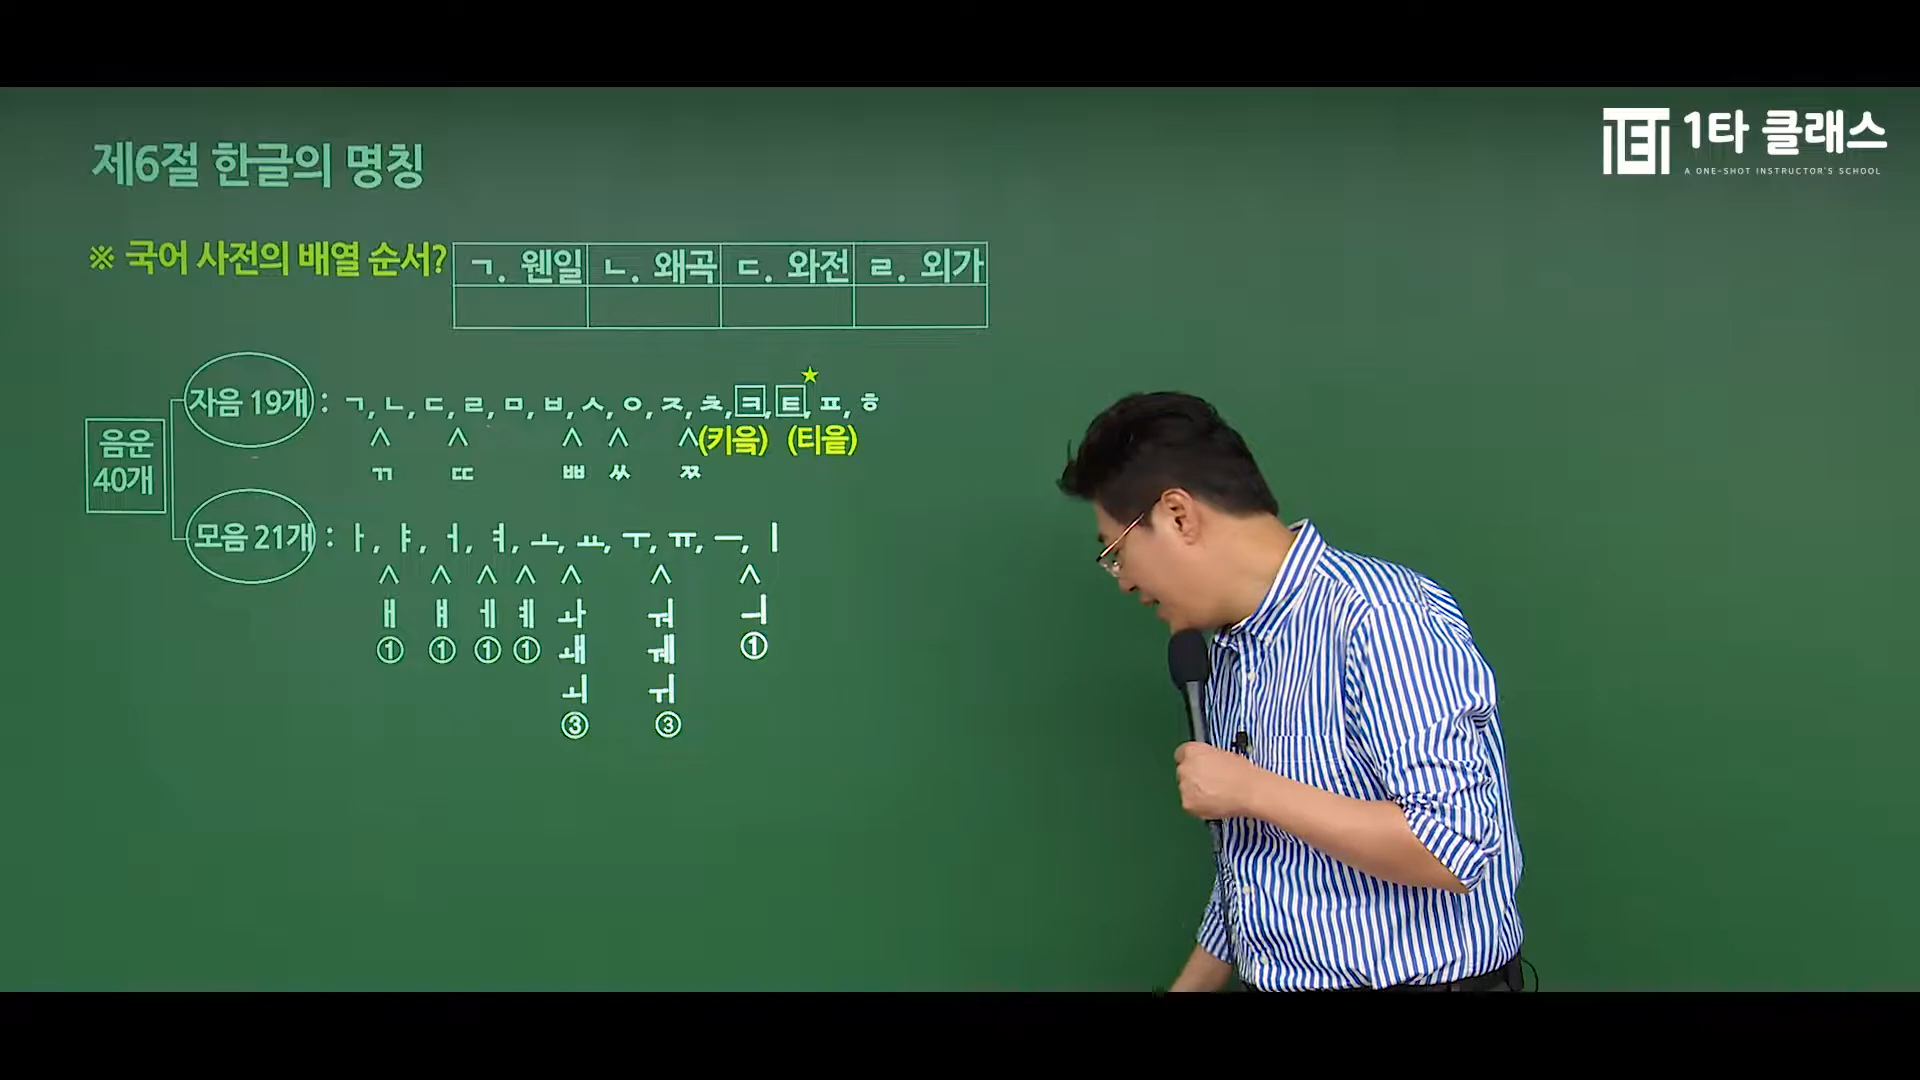 1타 클래스
A ONE-SHOT INSTRUCTOR'S SCHOOL
제6절 한글의 명칭
※ 국어 사전의 배열 순서?
ㄱ. 웬일 ㄴ. 왜곡 ㄷ. 와전 ㄹ. 외가
★
자음 19개 : ㄱ, ㄴ, ㄷ, ㄹ, ㅁ, ㅂ, ㅅ, ㅇ, ㅈ, ㅊ, ㅋ, ㅌ, ㅍ, ㅎ
∧ ∧ ∧ ∧ ∧ (키읔) (티읕)
ㄲ ㄸ ㅃ ㅆ ㅉ
음운
40개
모음 21개 : ㅏ, ㅑ, ㅓ, ㅕ, ㅗ, ㅛ, ㅜ, ㅠ, ㅡ, ㅣ
∧ ∧ ∧ ∧ ∧ ∧ ∧
ㅐ ㅒ ㅔ ㅖ ㅘ ㅝ ㅢ
① ① ① ① ㅙ ㅞ ①
ㅚ ㅟ
③ ③